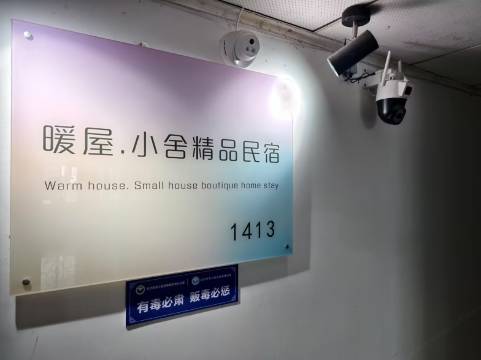 暖屋.小舍精品民宿
Warm house. Small house boutique home stay
1413
有毒必肃 贩毒必惩